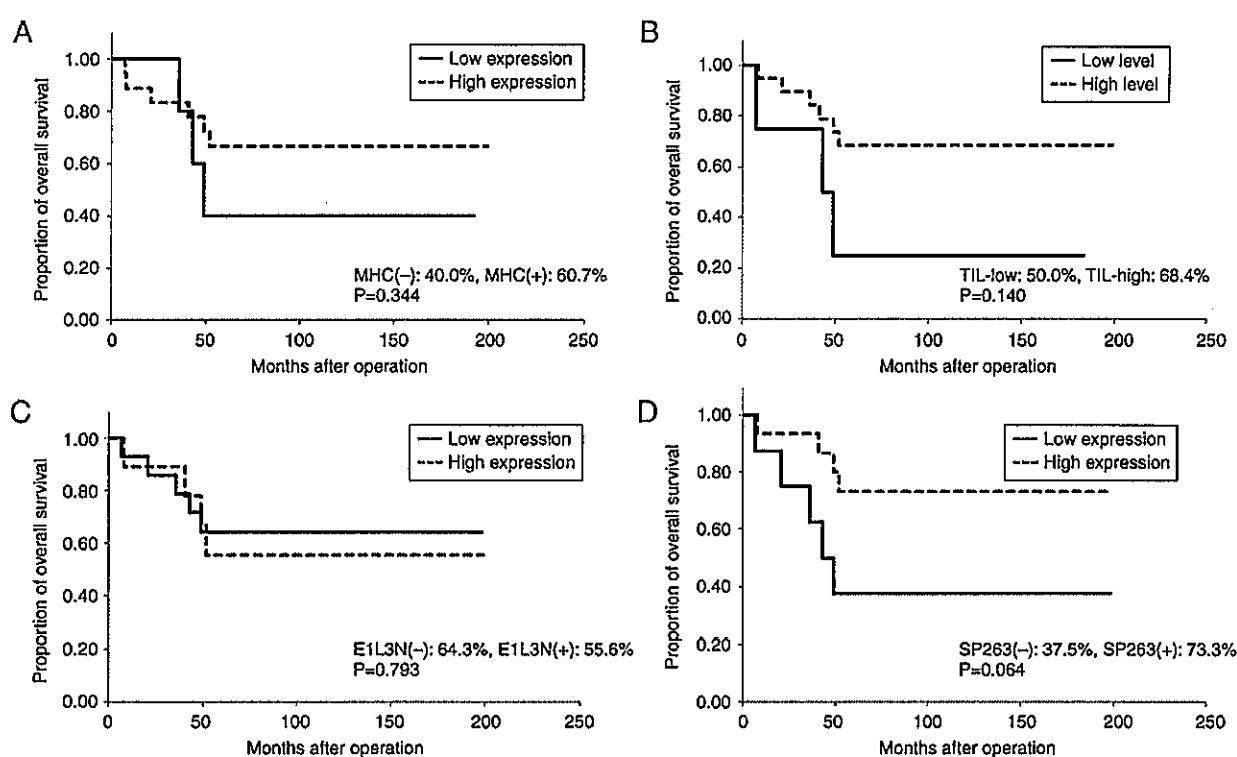 A
Low expression
High expression
Proportion of overall survival
1.00
0.80
0.60
0.40
0.20
0.00
MHC(–): 40.0%, MHC(+): 60.7%
P=0.344
0 50 100 150 200 250
Months after operation
B
Low level
High level
Proportion of overall survival
1.00
0.80
0.60
0.40
0.20
0.00
TIL-low: 50.0%, TIL-high: 68.4%
P=0.140
0 50 100 150 200 250
Months after operation
C
Low expression
High expression
Proportion of overall survival
1.00
0.80
0.60
0.40
0.20
0.00
E1L3N(–): 64.3%, E1L3N(+): 55.6%
P=0.793
0 50 100 150 200 250
Months after operation
D
Low expression
High expression
Proportion of overall survival
1.00
0.80
0.60
0.40
0.20
0.00
SP263(–): 37.5%, SP263(+): 73.3%
P=0.064
0 50 100 150 200 250
Months after operation